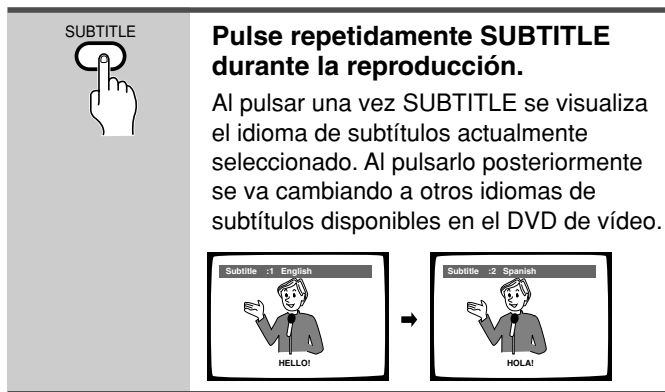 SUBTITLE
Pulse repetidamente SUBTITLE
durante la reproducción.
Al pulsar una vez SUBTITLE se visualiza
el idioma de subtítulos actualmente
seleccionado. Al pulsarlo posteriormente
se va cambiando a otros idiomas de
subtítulos disponibles en el DVD de vídeo.
Subtitle :1 English
HELLO!
Subtitle :2 Spanish
HOLA!